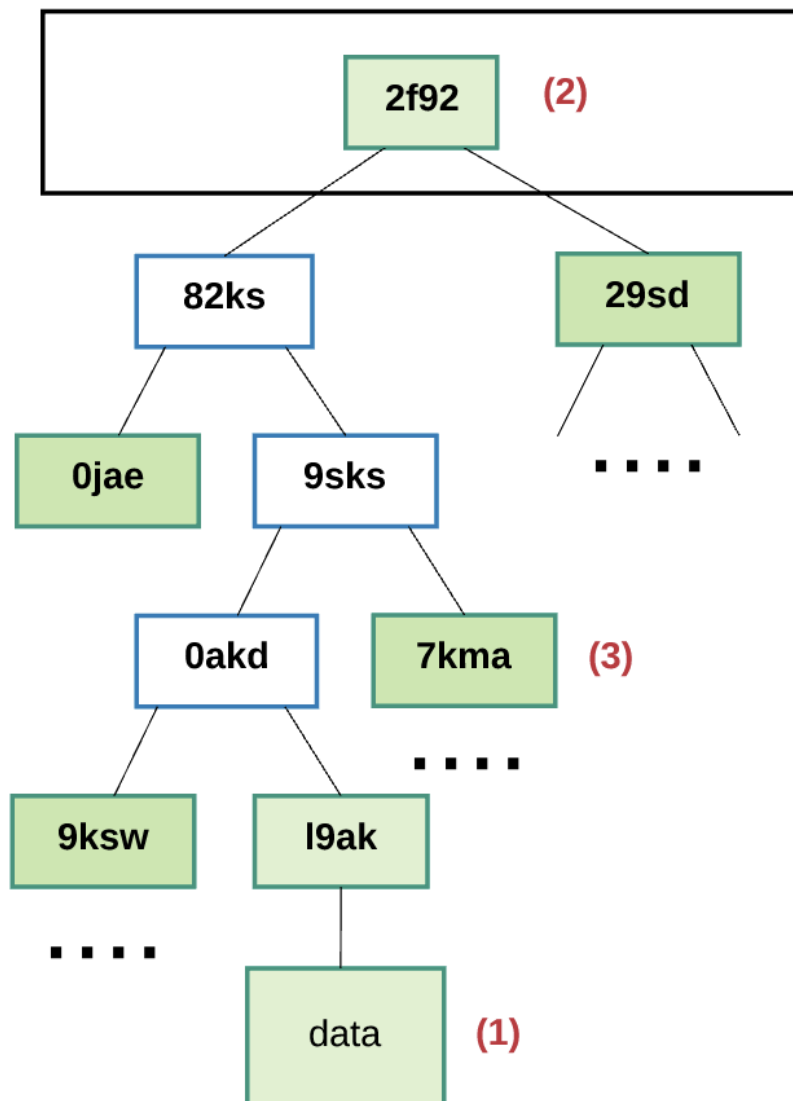 2f92
(2)
82ks
29sd
0jae
9sks
0akd
7kma
(3)
9ksw
l9ak
data
(1)